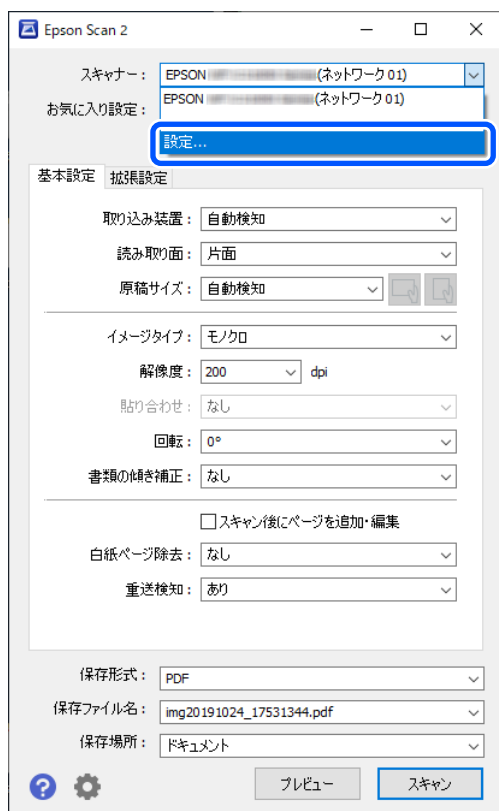 Epson Scan 2
スキャナー： EPSON (ネットワーク 01)
EPSON (ネットワーク 01)
お気に入り設定：
設定...
基本設定 拡張設定
取り込み装置： 自動検知
読み取り面： 片面
原稿サイズ： 自動検知
イメージタイプ： モノクロ
解像度： 200 dpi
貼り合わせ： なし
回転： 0°
書類の傾き補正： なし
スキャン後にページを追加・編集
白紙ページ除去： なし
重送検知： あり
保存形式： PDF
保存ファイル名： img20191024_17531344.pdf
保存場所： ドキュメント
? プレビュー スキャン